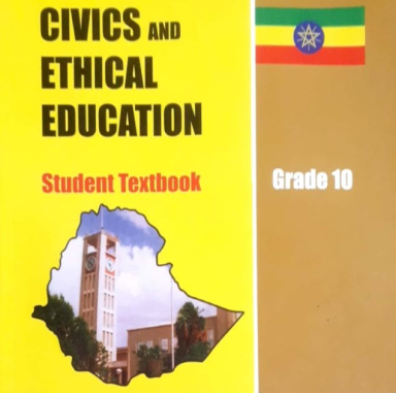 CIVICS AND
ETHICAL
EDUCATION
Student Textbook
Grade 10